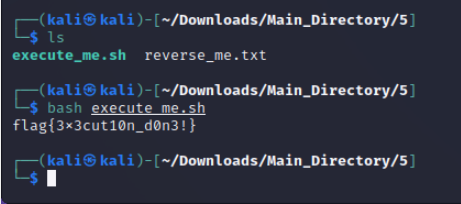 ┌──(kali㉿kali)-[~/Downloads/Main_Directory/5]
└─$ ls
execute_me.sh  reverse_me.txt
┌──(kali㉿kali)-[~/Downloads/Main_Directory/5]
└─$ bash execute_me.sh
flag{3×3cut10n_d0n3!}
┌──(kali㉿kali)-[~/Downloads/Main_Directory/5]
└─$